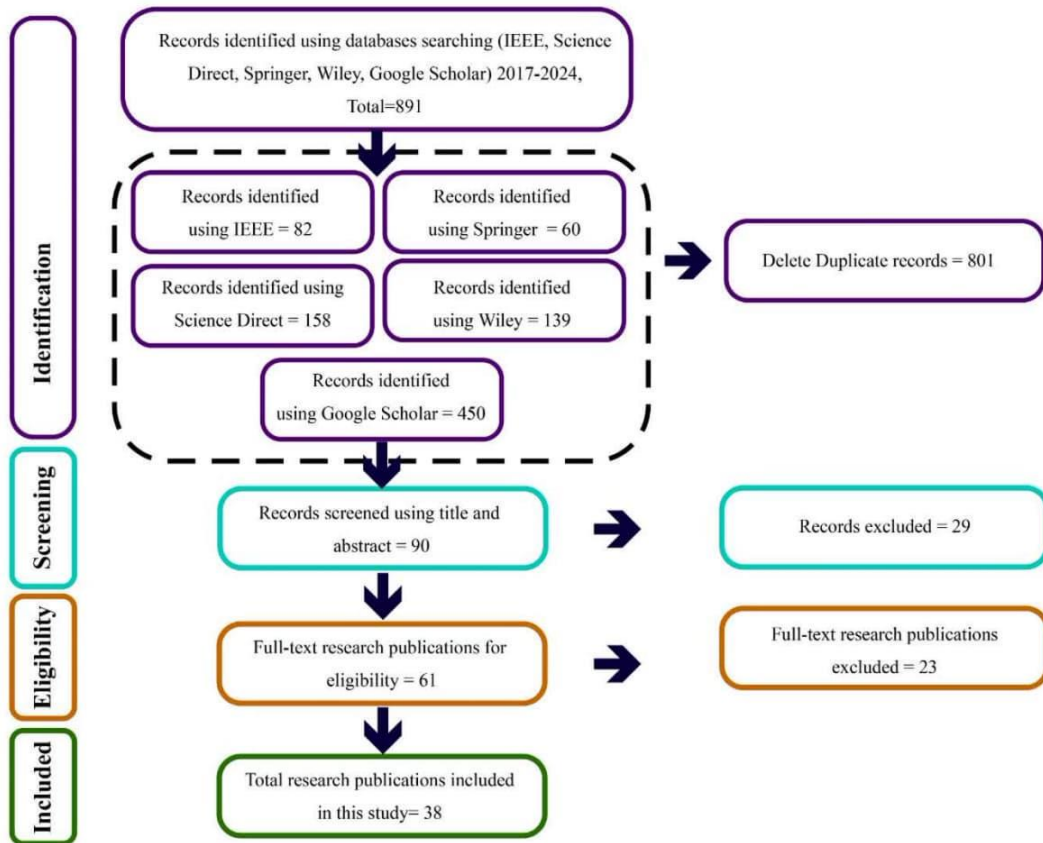 Identification
Records identified using databases searching (IEEE, Science
Direct, Springer, Wiley, Google Scholar) 2017-2024,
Total=891
Records identified
using IEEE = 82
Records identified
using Springer = 60
Records identified using
Science Direct = 158
Records identified
using Wiley = 139
Records identified
using Google Scholar = 450
Delete Duplicate records = 801
Screening
Records screened using title and
abstract = 90
Records excluded = 29
Eligibility
Full-text research publications for
eligibility = 61
Full-text research publications
excluded = 23
Included
Total research publications included
in this study= 38